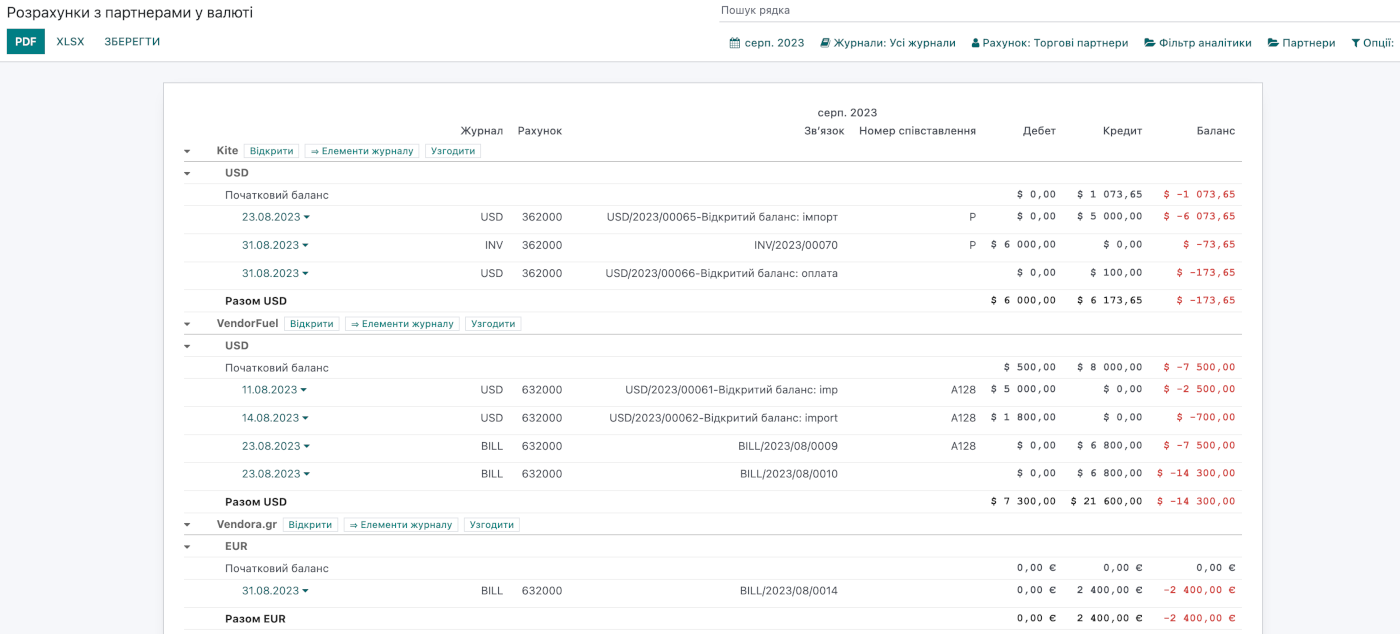 Розрахунки з партнерами у валюті
Пошук рядка
PDF XLSX ЗБЕРЕГТИ
серп. 2023 Журнали: Усі журнали Рахунок: Торгові партнери Фільтр аналітики Партнери Опції:
серп. 2023
Журнал Рахунок Зв'язок Номер співставлення Дебет Кредит Баланс
Kite Відкрити ⇒ Елементи журналу Узгодити
USD
Початковий баланс $ 0,00 $ 1 073,65 $ -1 073,65
23.08.2023 USD 362000 USD/2023/00065-Відкритий баланс: імпорт P $ 0,00 $ 5 000,00 $ -6 073,65
31.08.2023 INV 362000 INV/2023/00070 P $ 6 000,00 $ 0,00 $ -73,65
31.08.2023 USD 362000 USD/2023/00066-Відкритий баланс: оплата $ 0,00 $ 100,00 $ -173,65
Разом USD $ 6 000,00 $ 6 173,65 $ -173,65
VendorFuel Відкрити ⇒ Елементи журналу Узгодити
USD
Початковий баланс $ 500,00 $ 8 000,00 $ -7 500,00
11.08.2023 USD 632000 USD/2023/00061-Відкритий баланс: imp A128 $ 5 000,00 $ 0,00 $ -2 500,00
14.08.2023 USD 632000 USD/2023/00062-Відкритий баланс: import A128 $ 1 800,00 $ 0,00 $ -700,00
23.08.2023 BILL 632000 BILL/2023/08/0009 A128 $ 0,00 $ 6 800,00 $ -7 500,00
23.08.2023 BILL 632000 BILL/2023/08/0010 $ 0,00 $ 6 800,00 $ -14 300,00
Разом USD $ 7 300,00 $ 21 600,00 $ -14 300,00
Vendora.gr Відкрити ⇒ Елементи журналу Узгодити
EUR
Початковий баланс 0,00 € 0,00 € 0,00 €
31.08.2023 BILL 632000 BILL/2023/08/0014 0,00 € 2 400,00 € -2 400,00 €
Разом EUR 0,00 € 2 400,00 € -2 400,00 €